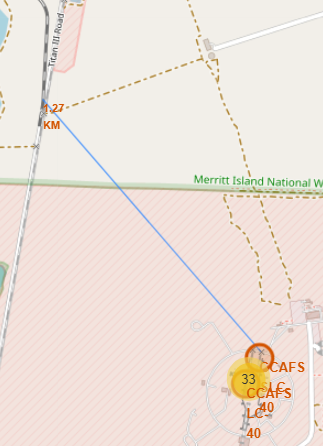 Titan III Road
1.27
KM
Merritt Island National W
33
CCAFS
LC-
40
CCAFS
LC-
40